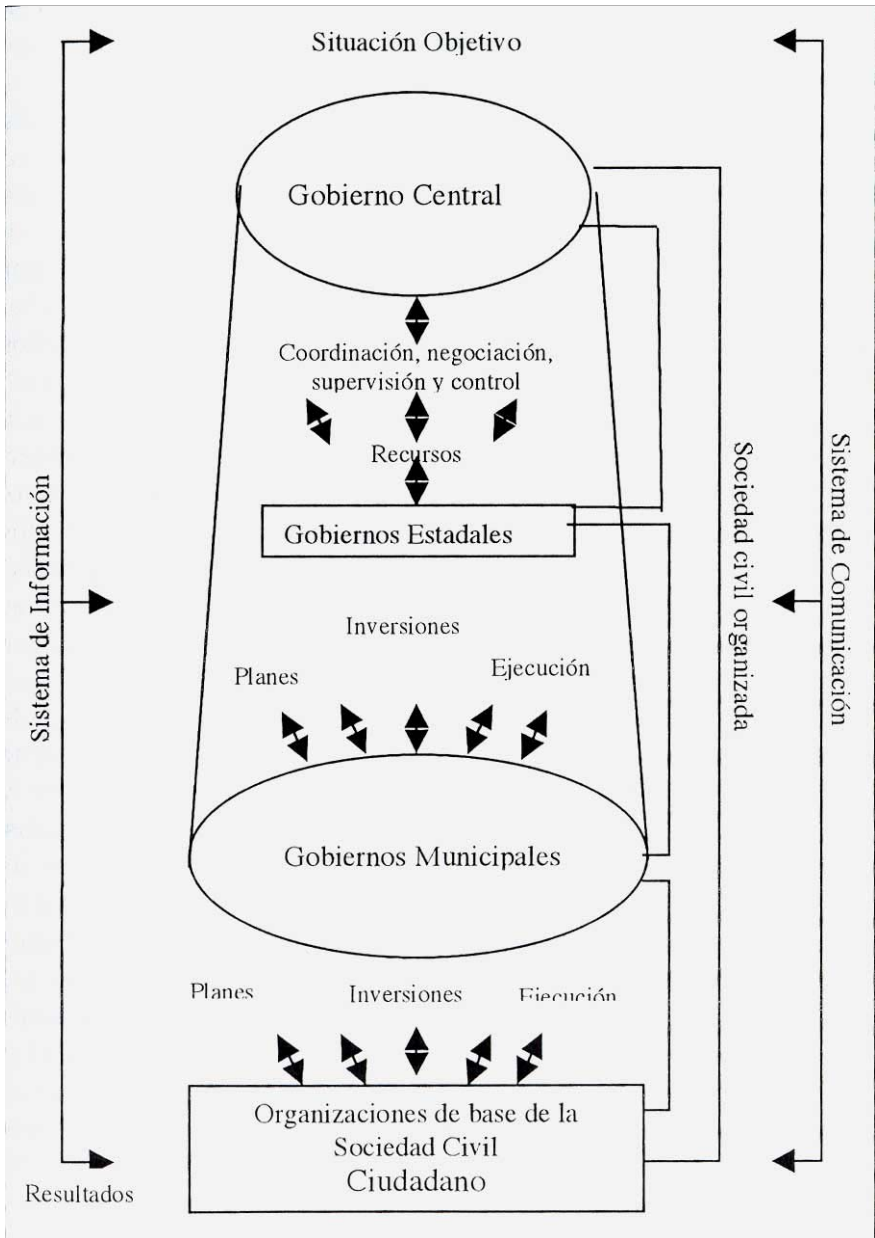 Situación Objetivo
Gobierno Central
Coordinación, negociación,
supervisión y control
Recursos
Gobiernos Estadales
Inversiones
Planes
Ejecución
Gobiernos Municipales
Planes
Inversiones
Ejecución
Organizaciones de base de la
Sociedad Civil
Ciudadano
Resultados
Sistema de Información
Sociedad civil organizada
Sistema de Comunicación